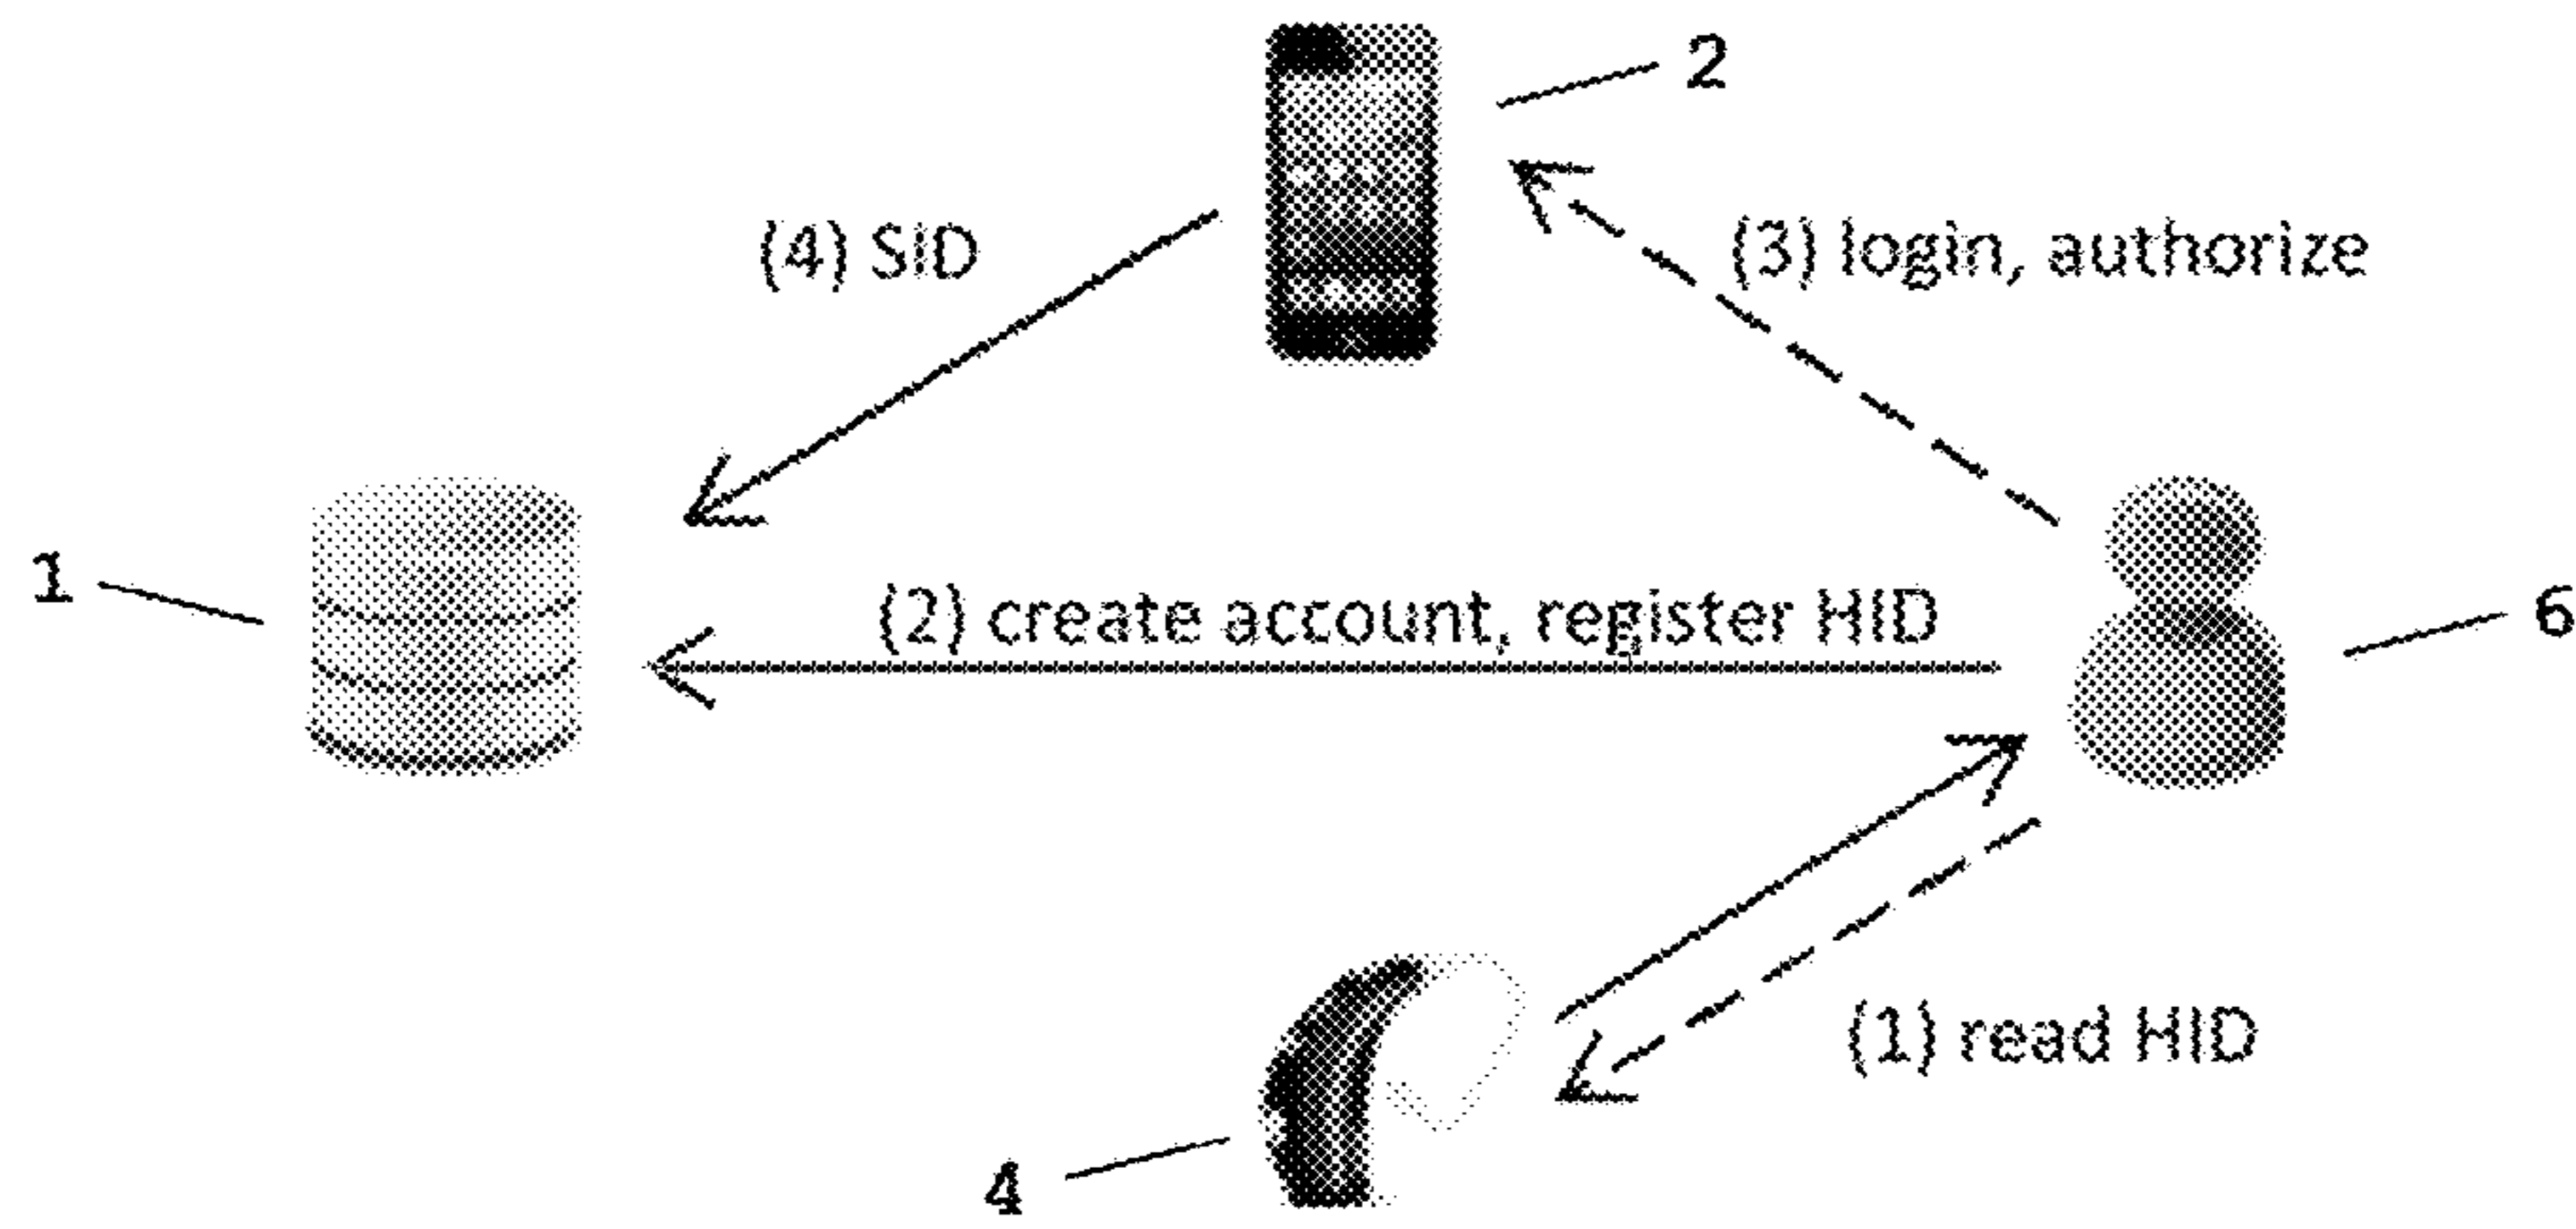 2
(4) SID
(3) login, authorize
1
(2) create account, register HID
6
(1) read HID
4